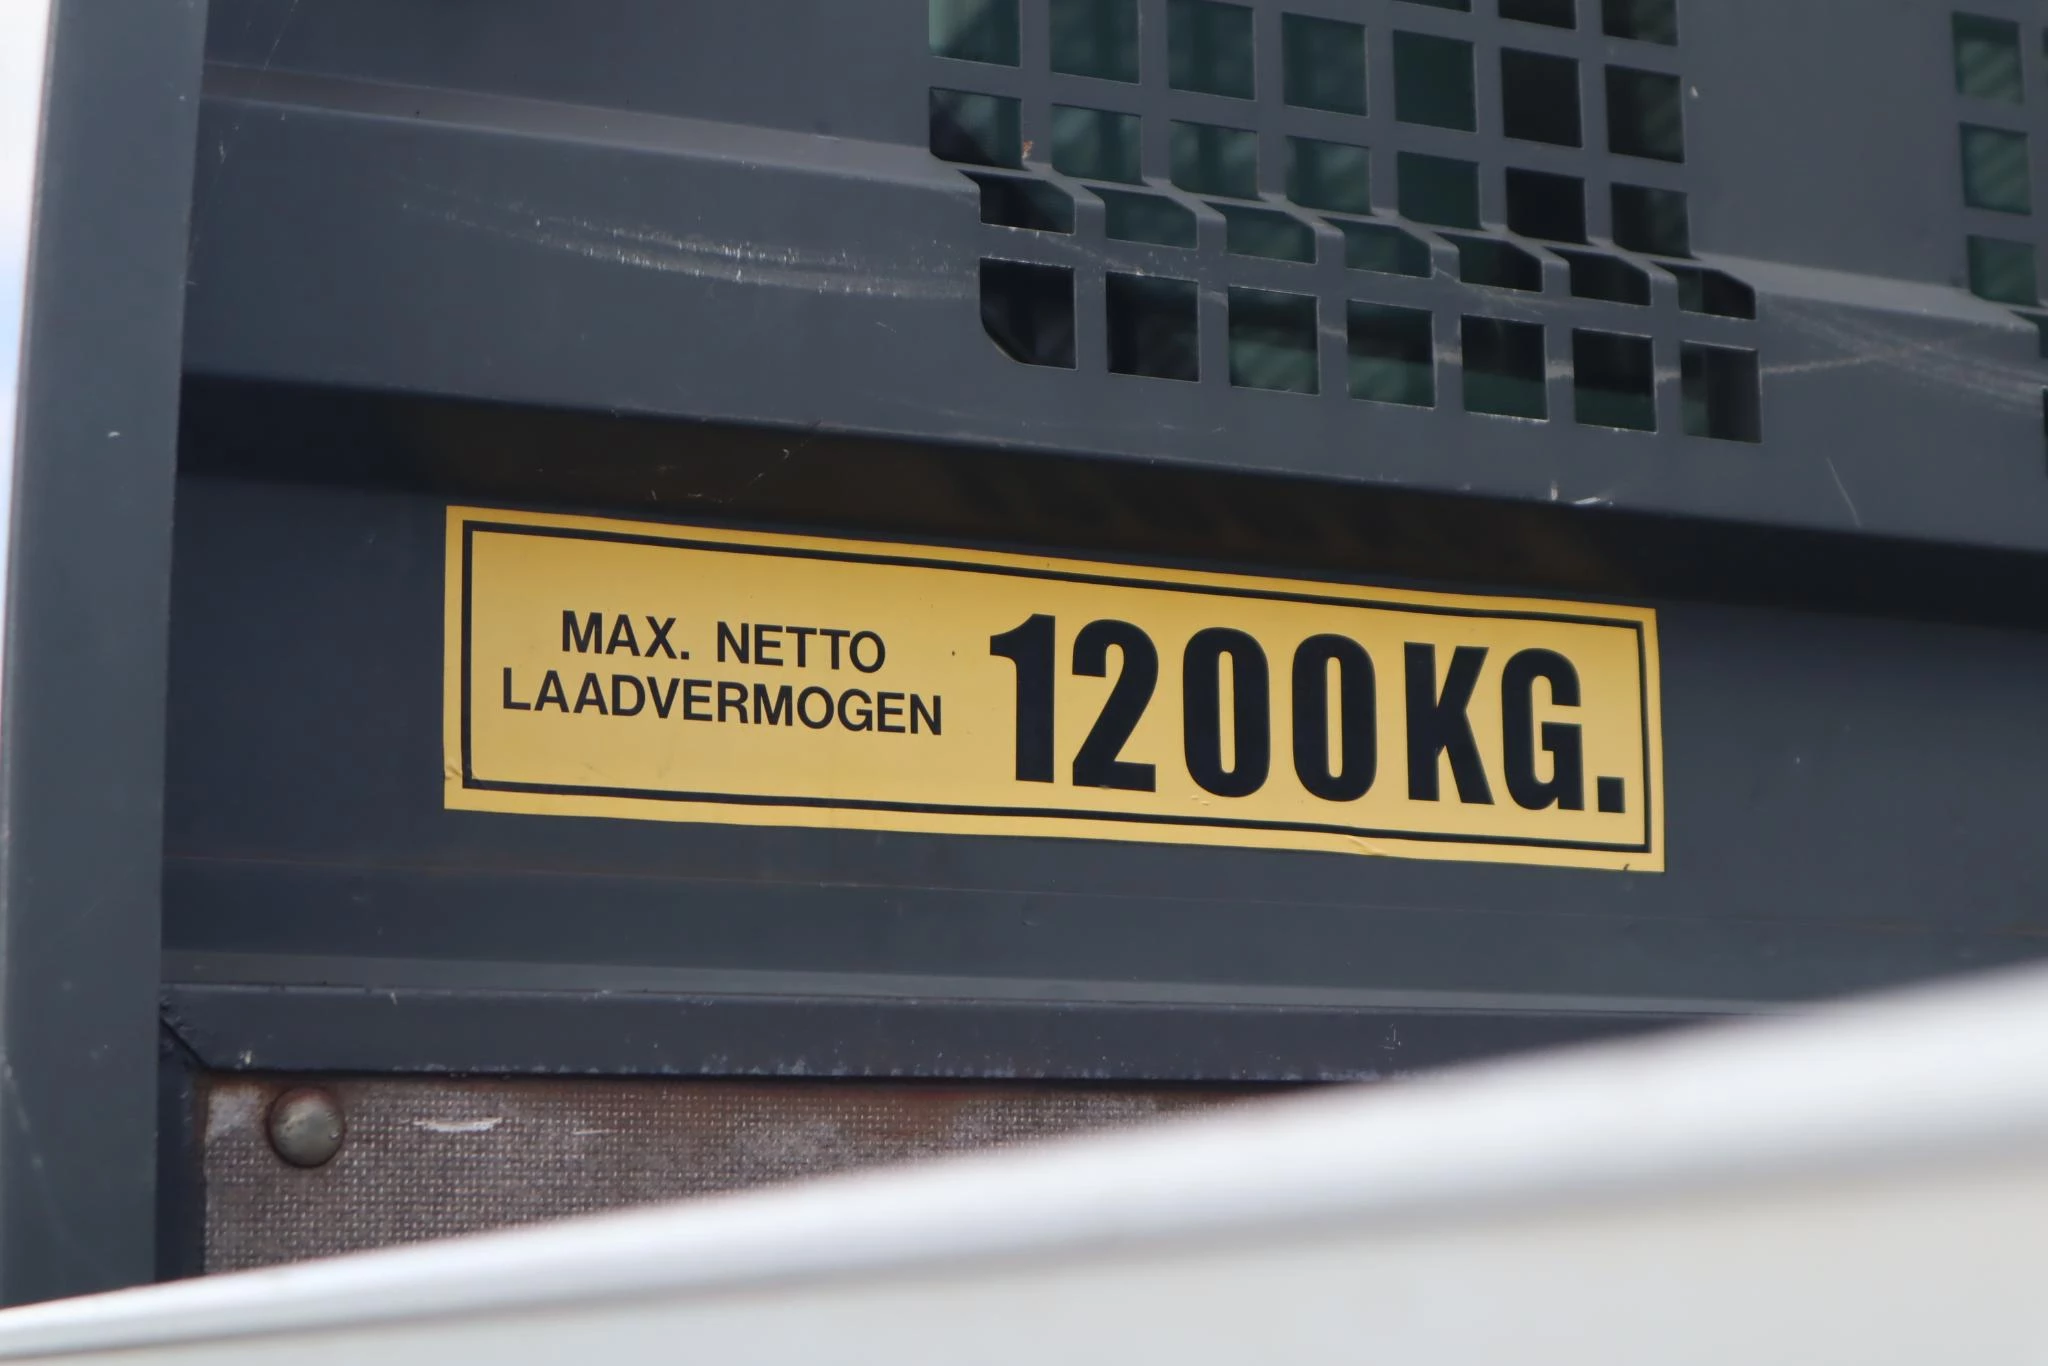 MAX. NETTO
LAADVERMOGEN
1200KG.